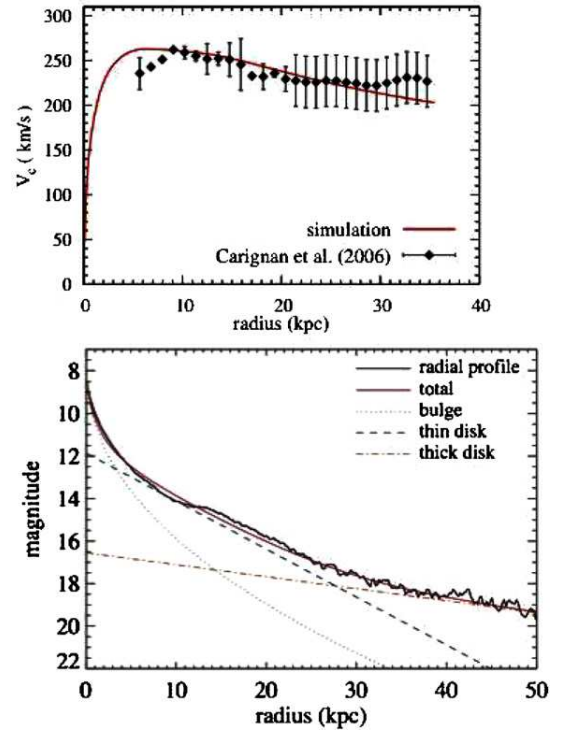 300
250
200
150
100
50
0
V_c ( km/s )
simulation
Carignan et al. (2006)
0 10 20 30 40
radius (kpc)
8
10
12
14
16
18
20
22
magnitude
radial profile
total
bulge
thin disk
thick disk
0 10 20 30 40 50
radius (kpc)